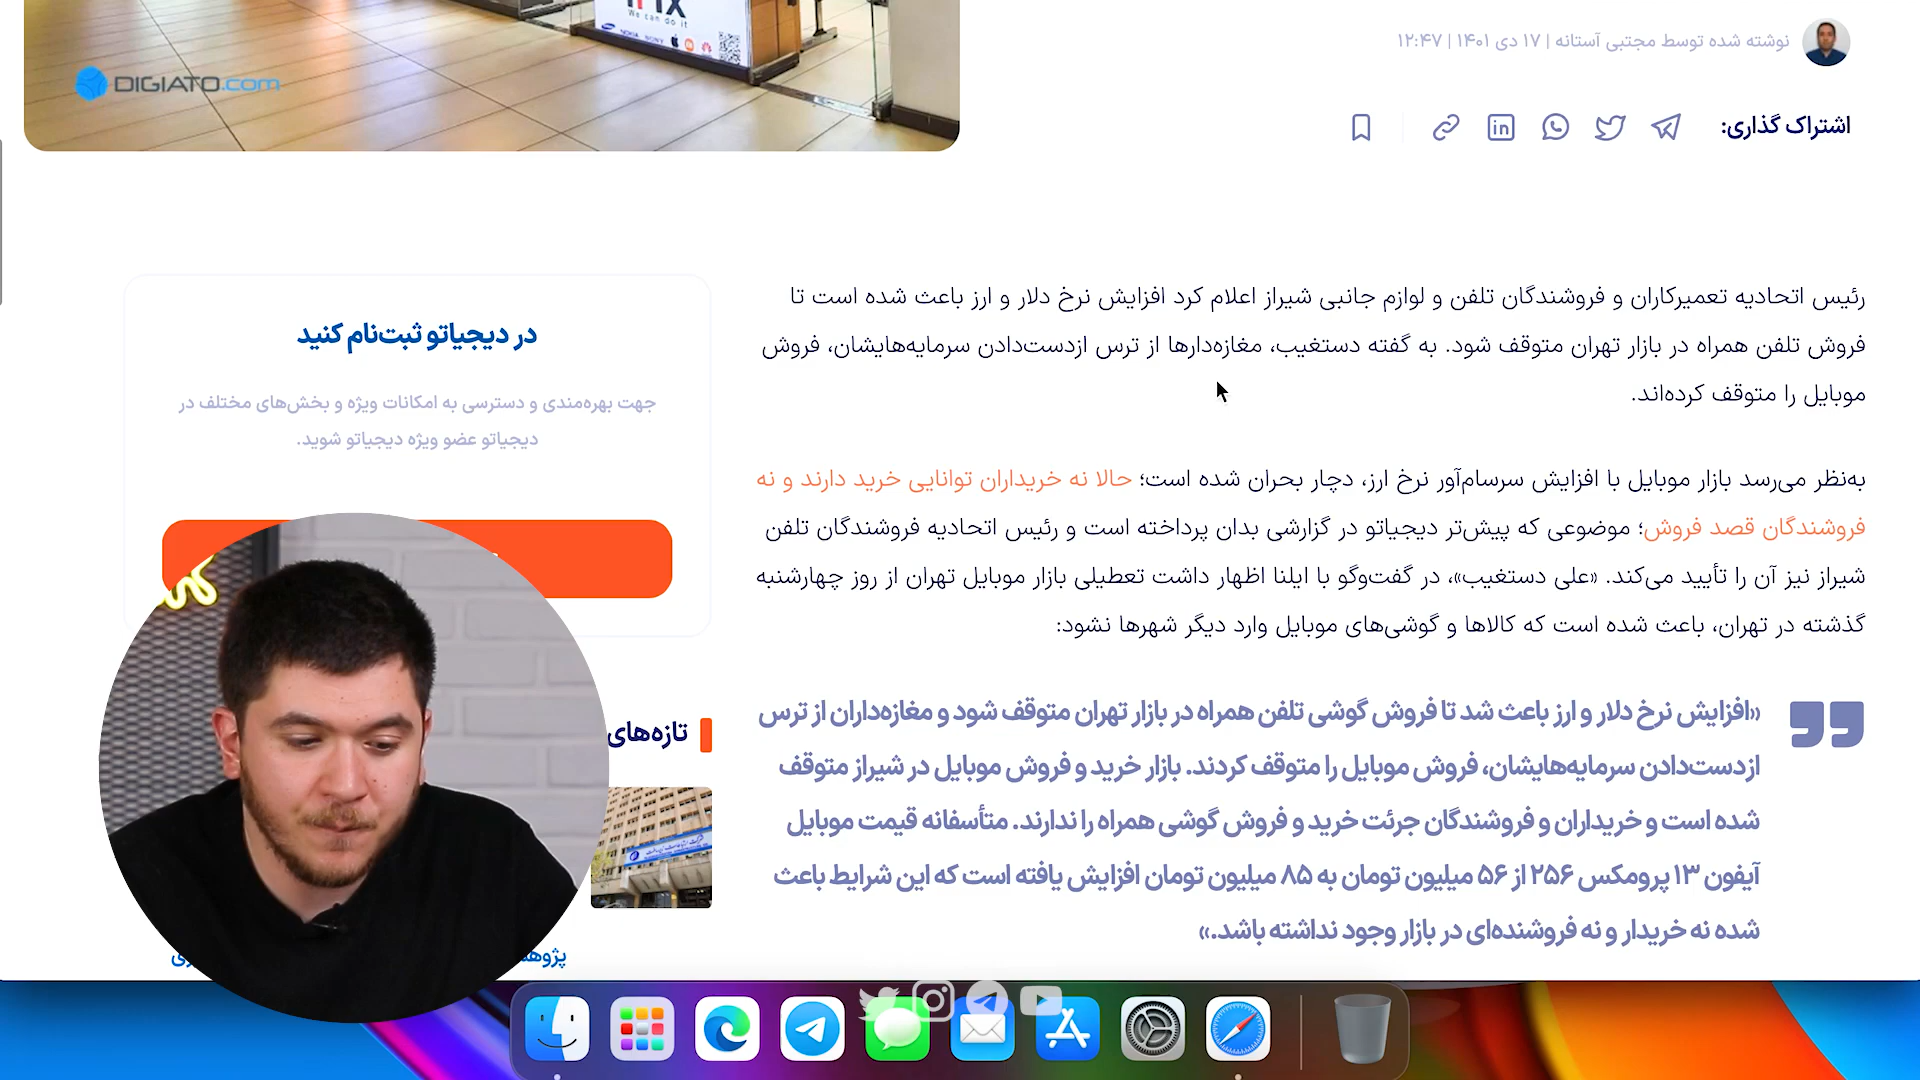 We can do it
DIGIATO.com
نوشته شده توسط مجتبی آستانه | ۱۷ دی ۱۴۰۱ | ۱۲:۴۷
اشتراک گذاری:
رئیس اتحادیه تعمیرکاران و فروشندگان تلفن و لوازم جانبی شیراز اعلام کرد افزایش نرخ دلار و ارز باعث شده است تا
فروش تلفن همراه در بازار تهران متوقف شود. به گفته دستغیب، مغازه‌دارها از ترس ازدست‌دادن سرمایه‌هایشان، فروش
موبایل را متوقف کرده‌اند.
به‌نظر می‌رسد بازار موبایل با افزایش سرسام‌آور نرخ ارز، دچار بحران شده است؛ حالا نه خریداران توانایی خرید دارند و نه
فروشندگان قصد فروش؛ موضوعی که پیش‌تر دیجیاتو در گزارشی بدان پرداخته است و رئیس اتحادیه فروشندگان تلفن
شیراز نیز آن را تأیید می‌کند. «علی دستغیب»، در گفت‌وگو با ایلنا اظهار داشت تعطیلی بازار موبایل تهران از روز چهارشنبه
گذشته در تهران، باعث شده است که کالاها و گوشی‌های موبایل وارد دیگر شهرها نشود:
«افزایش نرخ دلار و ارز باعث شد تا فروش گوشی تلفن همراه در بازار تهران متوقف شود و مغازه‌داران از ترس
ازدست‌دادن سرمایه‌هایشان، فروش موبایل را متوقف کردند. بازار خرید و فروش موبایل در شیراز متوقف
شده است و خریداران و فروشندگان جرئت خرید و فروش گوشی همراه را ندارند. متأسفانه قیمت موبایل
آیفون ۱۳ پرومکس ۲۵۶ از ۵۶ میلیون تومان به ۸۵ میلیون تومان افزایش یافته است که این شرایط باعث
شده نه خریدار و نه فروشنده‌ای در بازار وجود نداشته باشد.»
در دیجیاتو ثبت‌نام کنید
جهت بهره‌مندی و دسترسی به امکانات ویژه و بخش‌های مختلف در
دیجیاتو عضو ویژه دیجیاتو شوید.
تازه‌های